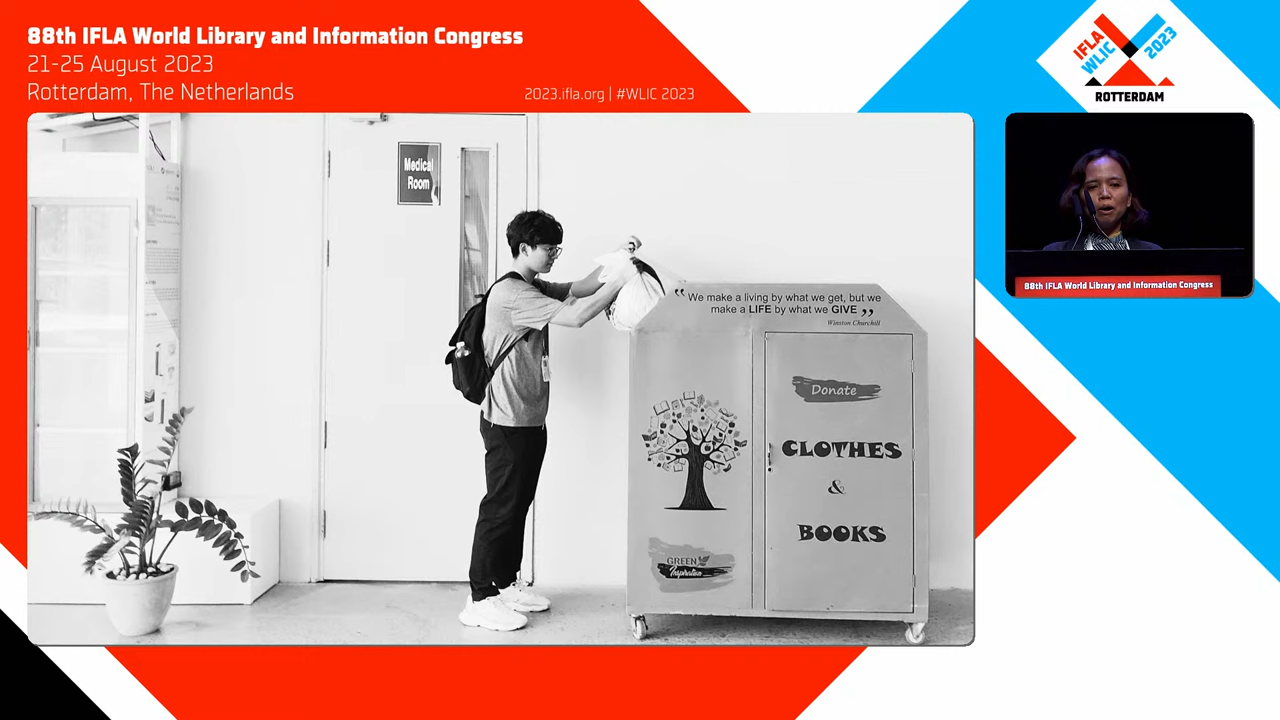 88th IFLA World Library and Information Congress
21-25 August 2023
Rotterdam, The Netherlands
2023.ifla.org | #WLIC 2023
IFLA
WLIC
2023
ROTTERDAM
Medical
Room
“ We make a living by what we get, but we
make a LIFE by what we GIVE ”
Winston Churchill
Donate
CLOTHES
&
BOOKS
GREEN
Inspiration
88th IFLA World Library and Information Congress